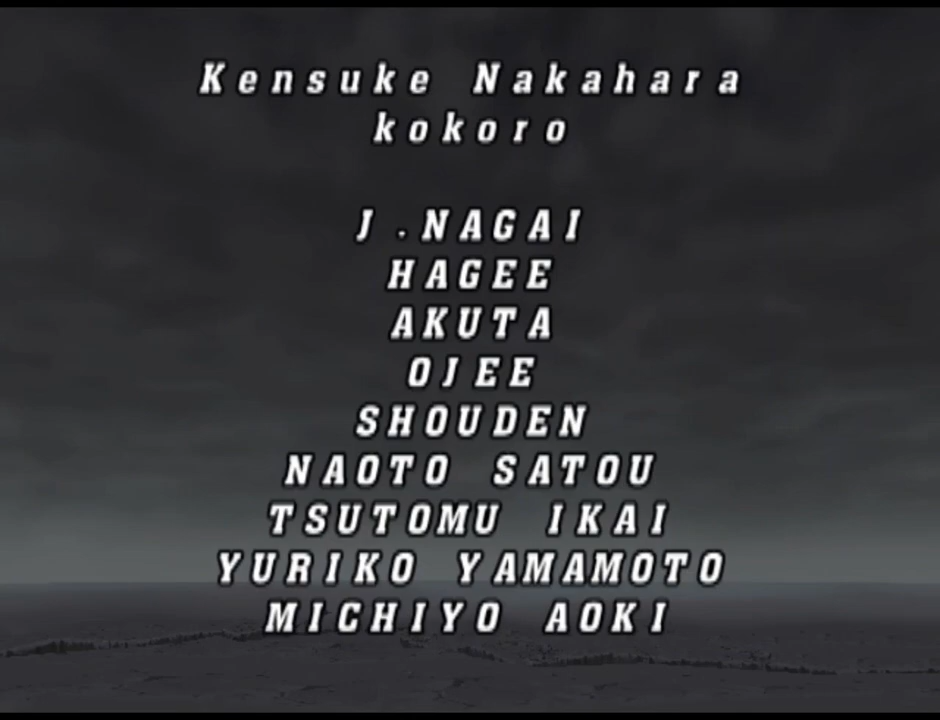 Kensuke Nakahara
kokoro
J.NAGAI
HAGEE
AKUTA
OJEE
SHOUDEN
NAOTO SATOU
TSUTOMU IKAI
YURIKO YAMAMOTO
MICHIYO AOKI